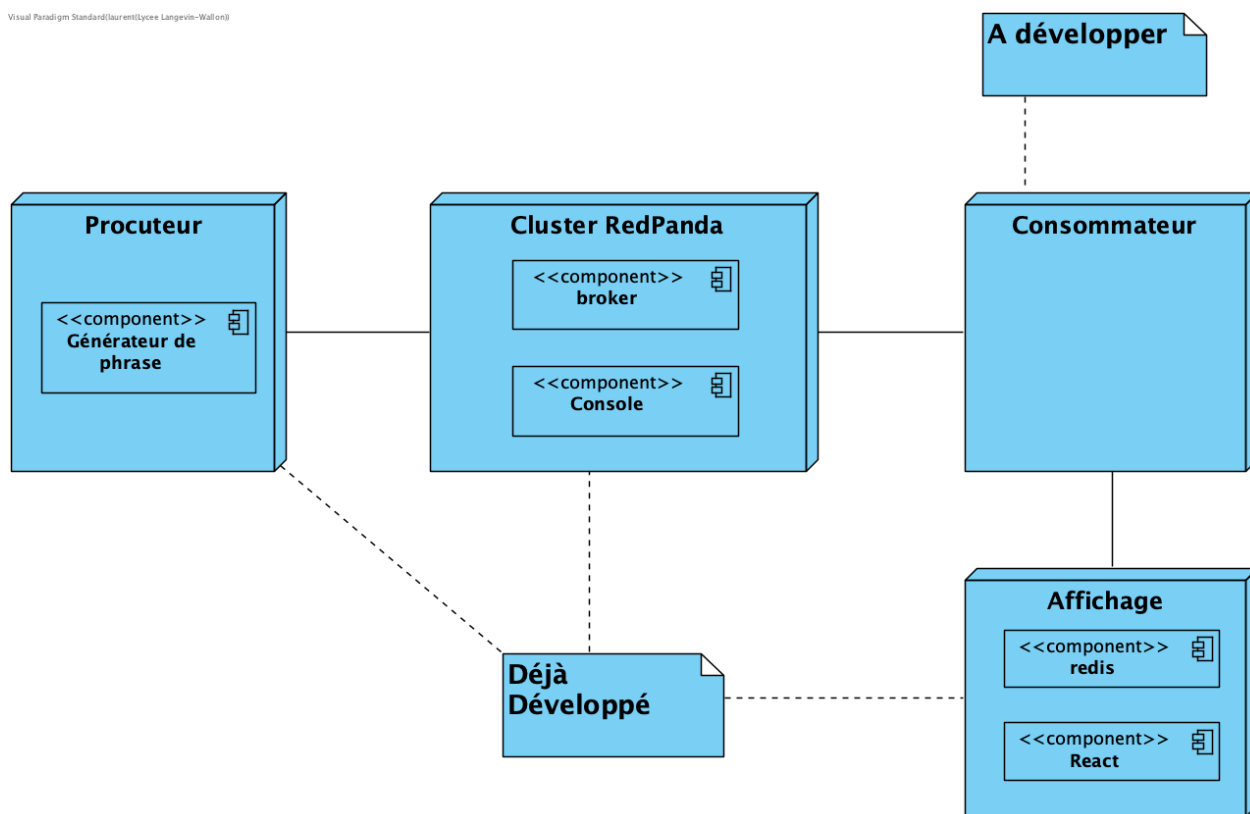 Visual Paradigm Standard(laurent(Lycee Langevin-Wallon))
A développer
Procuteur
<<component>>
Générateur de
phrase
Cluster RedPanda
<<component>>
broker
<<component>>
Console
Consommateur
Déjà
Développé
Affichage
<<component>>
redis
<<component>>
React